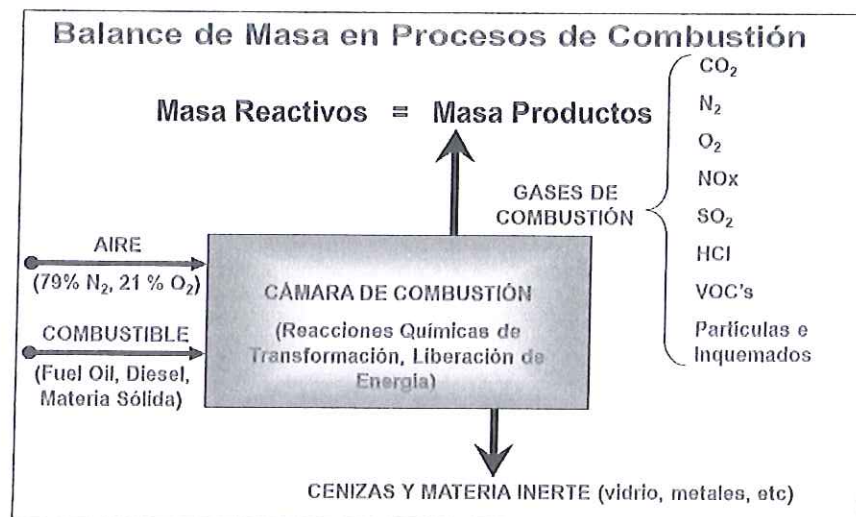 Balance de Masa en Procesos de Combustión
Masa Reactivos = Masa Productos
CO₂
N₂
O₂
NOx
SO₂
HCl
VOC's
Partículas e
Inquemados
GASES DE
COMBUSTIÓN
AIRE
(79% N₂, 21 % O₂)
COMBUSTIBLE
(Fuel Oil, Diesel,
Materia Sólida)
CÁMARA DE COMBUSTIÓN
(Reacciones Químicas de
Transformación, Liberación de
Energía)
CENIZAS Y MATERIA INERTE (vidrio, metales, etc)